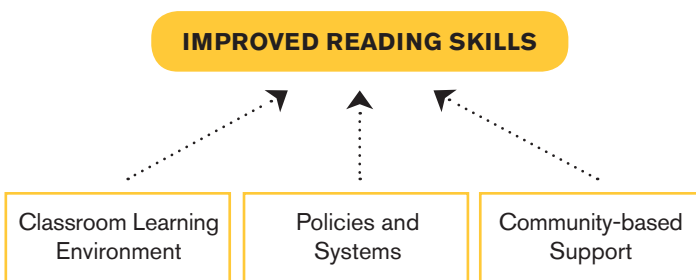 IMPROVED READING SKILLS
Classroom Learning
Environment
Policies and
Systems
Community-based
Support